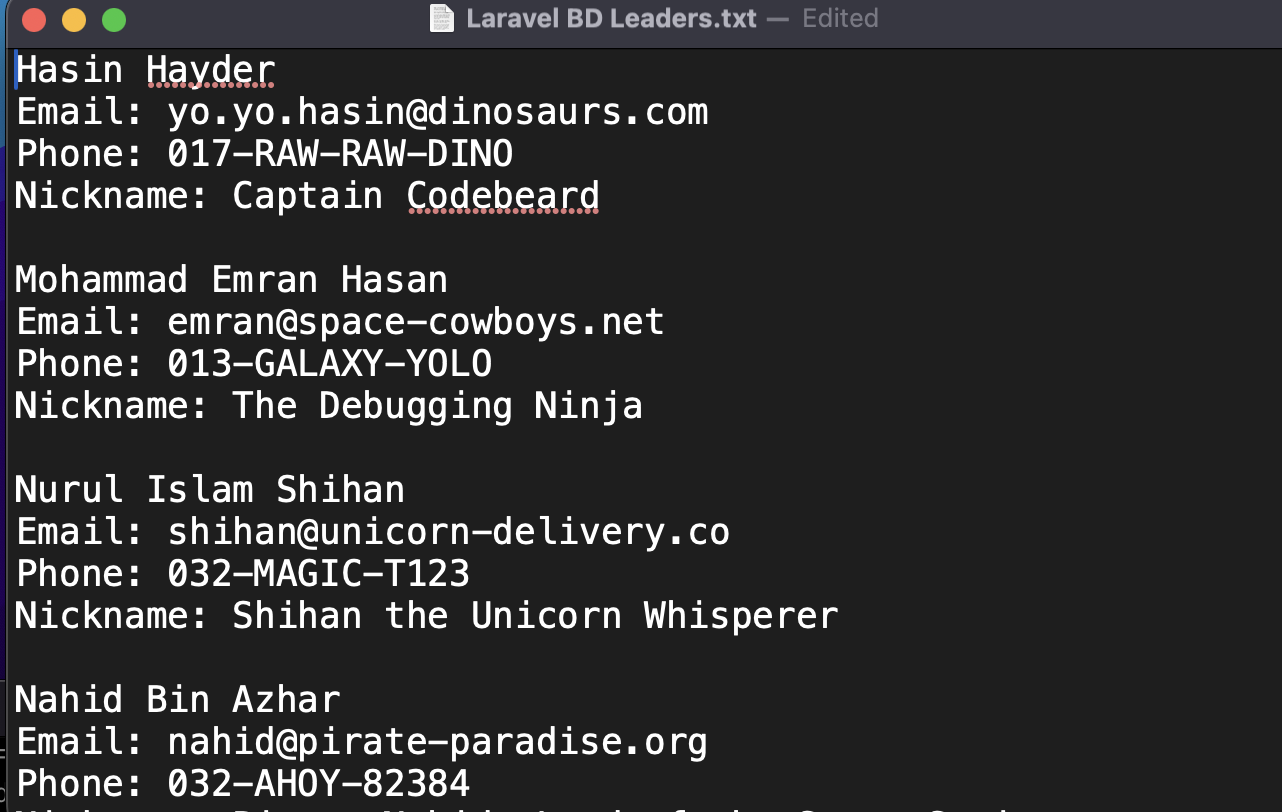 Laravel BD Leaders.txt — Edited
Hasin Hayder
Email: yo.yo.hasin@dinosaurs.com
Phone: 017-RAW-RAW-DINO
Nickname: Captain Codebeard
Mohammad Emran Hasan
Email: emran@space-cowboys.net
Phone: 013-GALAXY-YOLO
Nickname: The Debugging Ninja
Nurul Islam Shihan
Email: shihan@unicorn-delivery.co
Phone: 032-MAGIC-T123
Nickname: Shihan the Unicorn Whisperer
Nahid Bin Azhar
Email: nahid@pirate-paradise.org
Phone: 032-AHOY-82384